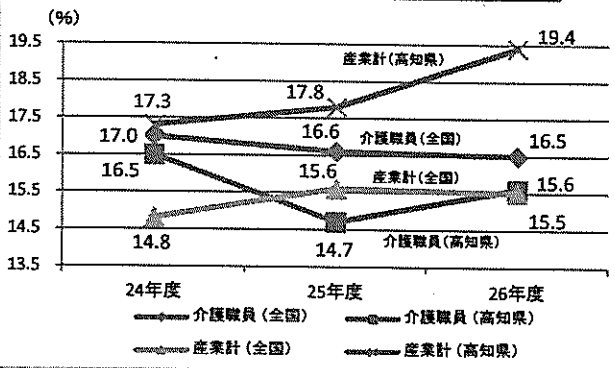 (%)
19.5
18.5
17.5
16.5
15.5
14.5
13.5
産業計(高知県)
19.4
17.3
17.8
17.0
16.6
介護職員(全国)
16.5
16.5
15.6
産業計(全国)
15.6
14.8
14.7
介護職員(高知県)
15.5
24年度
25年度
26年度
介護職員(全国)
介護職員(高知県)
産業計(全国)
産業計(高知県)